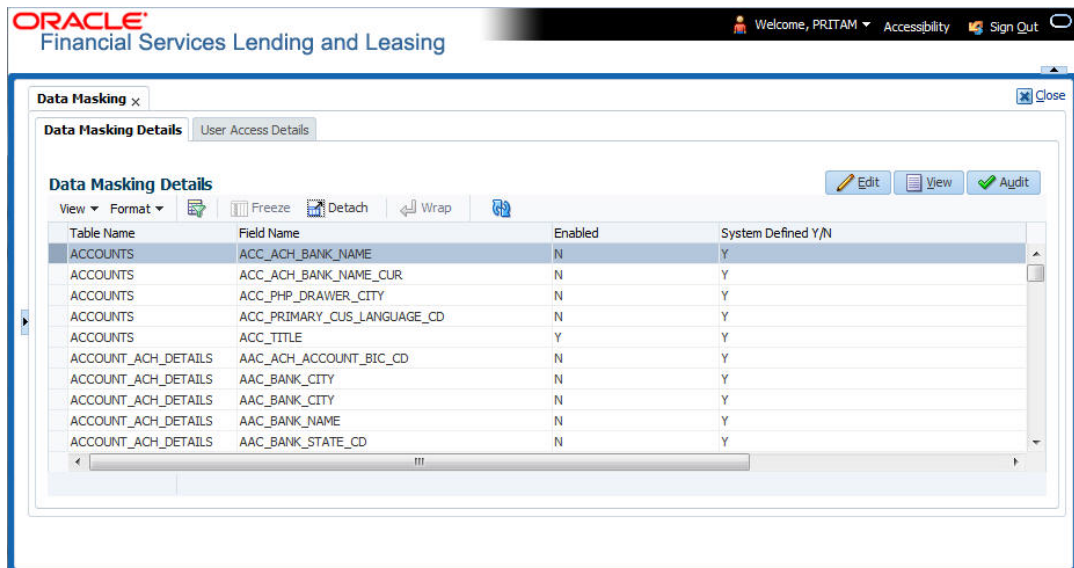 ORACLE
Financial Services Lending and Leasing
Welcome, PRITAM Accessibility Sign Out
Data Masking
Close
Data Masking Details User Access Details
Data Masking Details
Edit View Audit
View Format Freeze Detach Wrap
Table Name Field Name Enabled System Defined Y/N
ACCOUNTS ACC_ACH_BANK_NAME N Y
ACCOUNTS ACC_ACH_BANK_NAME_CUR N Y
ACCOUNTS ACC_PHP_DRAWER_CITY N Y
ACCOUNTS ACC_PRIMARY_CUS_LANGUAGE_CD N Y
ACCOUNTS ACC_TITLE Y Y
ACCOUNT_ACH_DETAILS AAC_ACH_ACCOUNT_BIC_CD N Y
ACCOUNT_ACH_DETAILS AAC_BANK_CITY N Y
ACCOUNT_ACH_DETAILS AAC_BANK_CITY N Y
ACCOUNT_ACH_DETAILS AAC_BANK_NAME N Y
ACCOUNT_ACH_DETAILS AAC_BANK_STATE_CD N Y